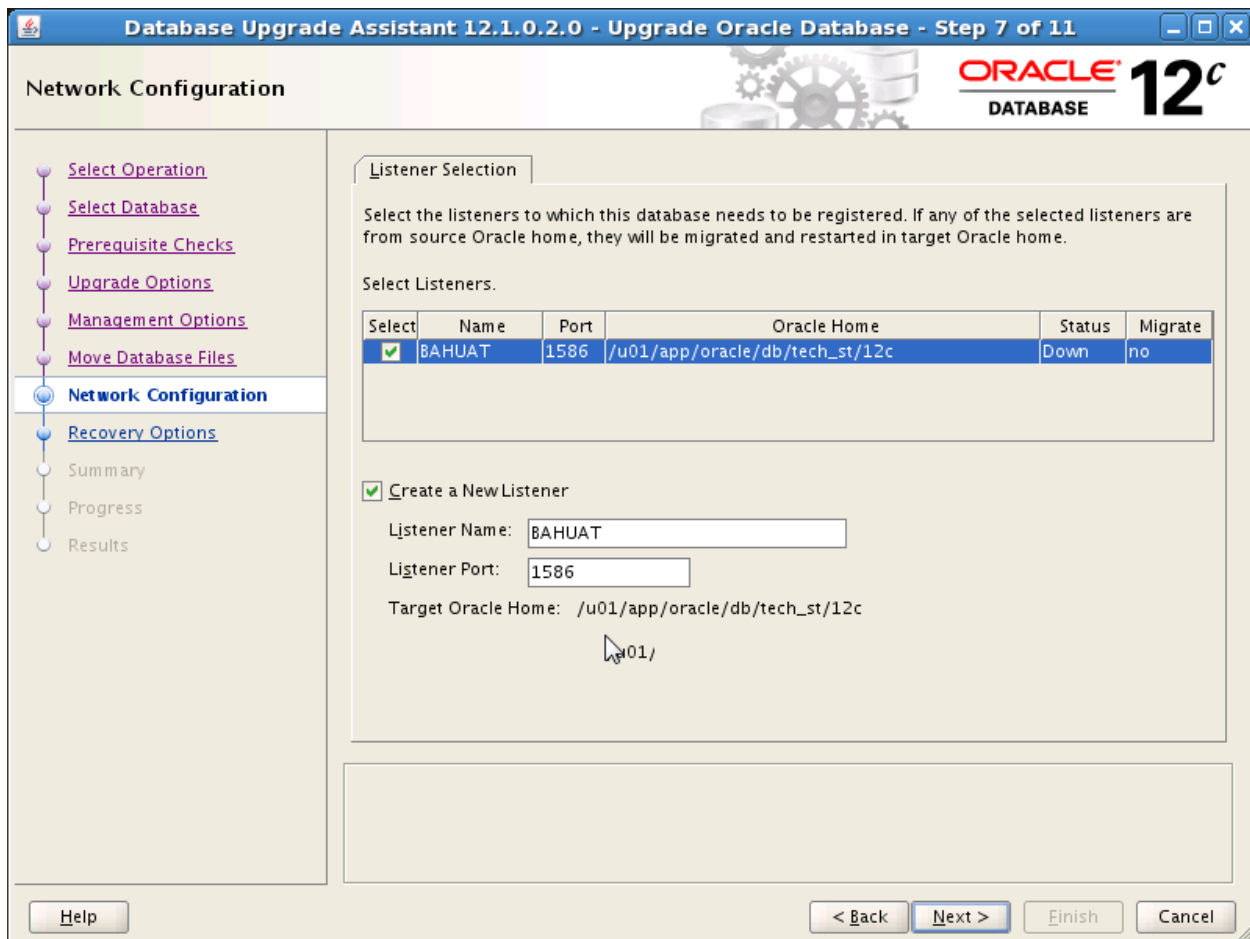 Database Upgrade Assistant 12.1.0.2.0 - Upgrade Oracle Database - Step 7 of 11
Network Configuration
ORACLE
DATABASE
12c
Select Operation
Select Database
Prerequisite Checks
Upgrade Options
Management Options
Move Database Files
Network Configuration
Recovery Options
Summary
Progress
Results
Listener Selection
Select the listeners to which this database needs to be registered. If any of the selected listeners are
from source Oracle home, they will be migrated and restarted in target Oracle home.
Select Listeners.
Select Name Port Oracle Home Status Migrate
BAHUAT 1586 /u01/app/oracle/db/tech_st/12c Down no
Create a New Listener
Listener Name: BAHUAT
Listener Port: 1586
Target Oracle Home: /u01/app/oracle/db/tech_st/12c
u01/
Help
< Back Next > Finish Cancel